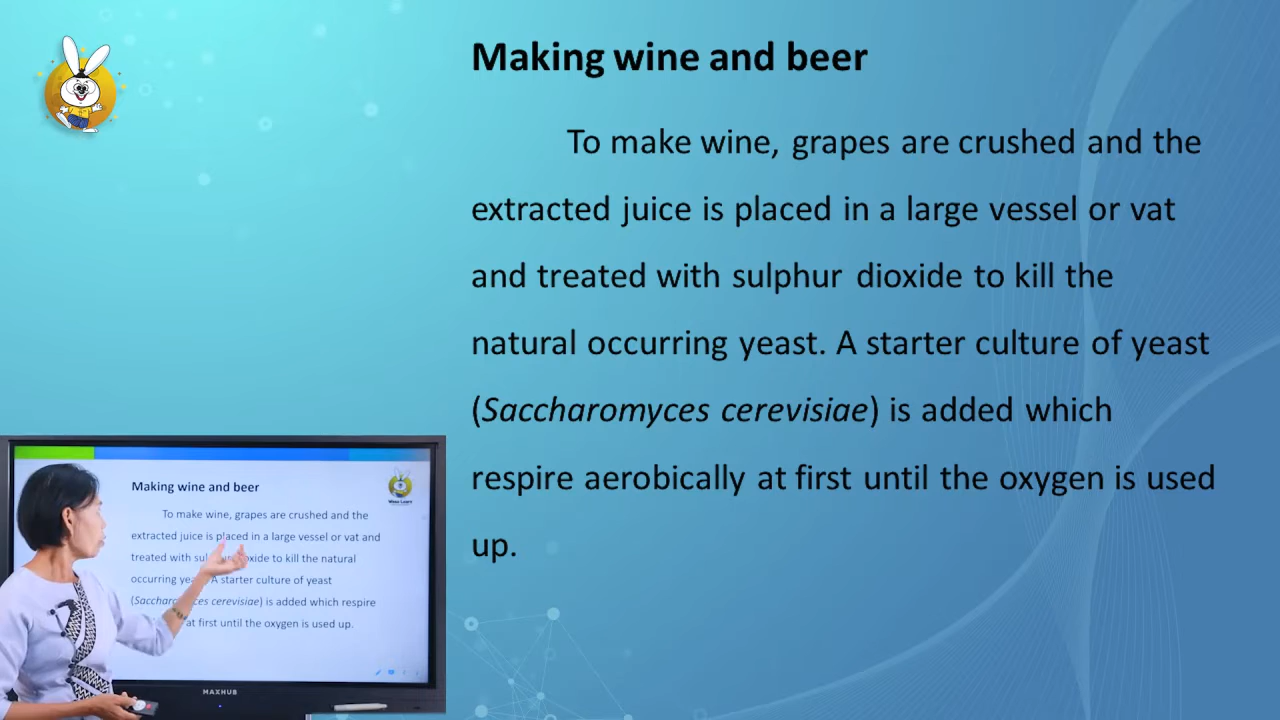 Making wine and beer
To make wine, grapes are crushed and the
extracted juice is placed in a large vessel or vat
and treated with sulphur dioxide to kill the
natural occurring yeast. A starter culture of yeast
(Saccharomyces cerevisiae) is added which
respire aerobically at first until the oxygen is used
up.
Making wine and beer
To make wine, grapes are crushed and the
extracted juice is placed in a large vessel or vat and
treated with to kill the natural
occurring A starter culture of yeast
cerevisiae) is added which respire
at first until the oxygen is used up.
MAXHUB